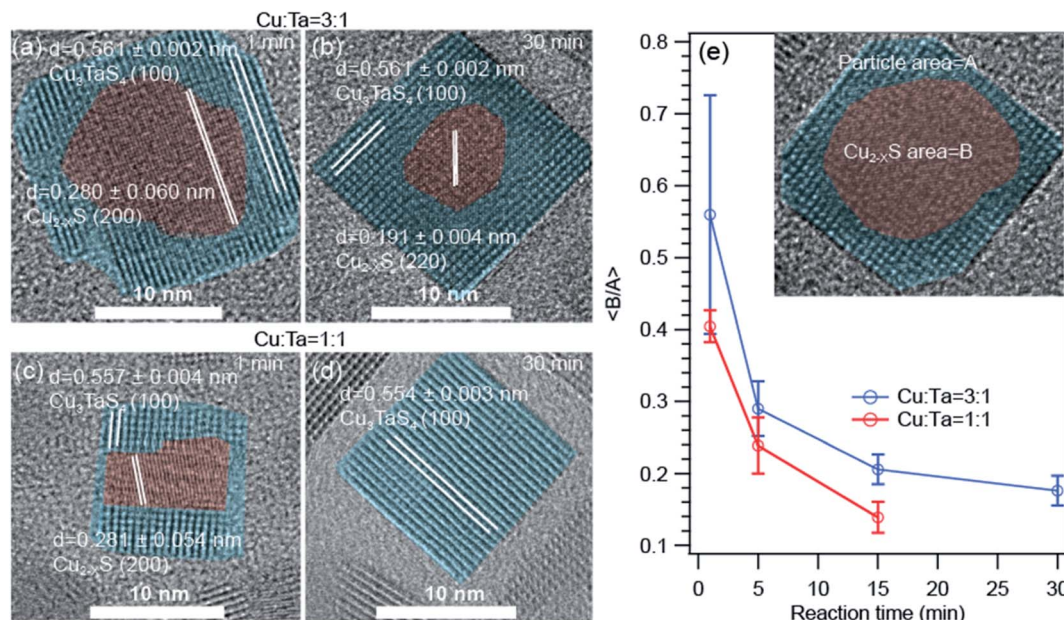 Cu:Ta=3:1
(a) d=0.561 ± 0.002 nm 1 min
Cu₃TaS₄ (100)
d=0.280 ± 0.060 nm
Cu₂₋ₓS (200)
10 nm
(b) 30 min
d=0.561 ± 0.002 nm
Cu₃TaS₄ (100)
d=0.191 ± 0.004 nm
Cu₂₋ₓS (220)
10 nm
Cu:Ta=1:1
(c) 1 min
d=0.557 ± 0.004 nm
Cu₃TaS₄ (100)
d=0.281 ± 0.054 nm
Cu₂₋ₓS (200)
10 nm
(d) 30 min
d=0.554 ± 0.003 nm
Cu₃TaS₄ (100)
10 nm
(e)
Particle area=A
Cu₂₋ₓS area=B
<B/A>
0.8
0.7
0.6
0.5
0.4
0.3
0.2
0.1
Cu:Ta=3:1
Cu:Ta=1:1
0 5 10 15 20 25 30
Reaction time (min)